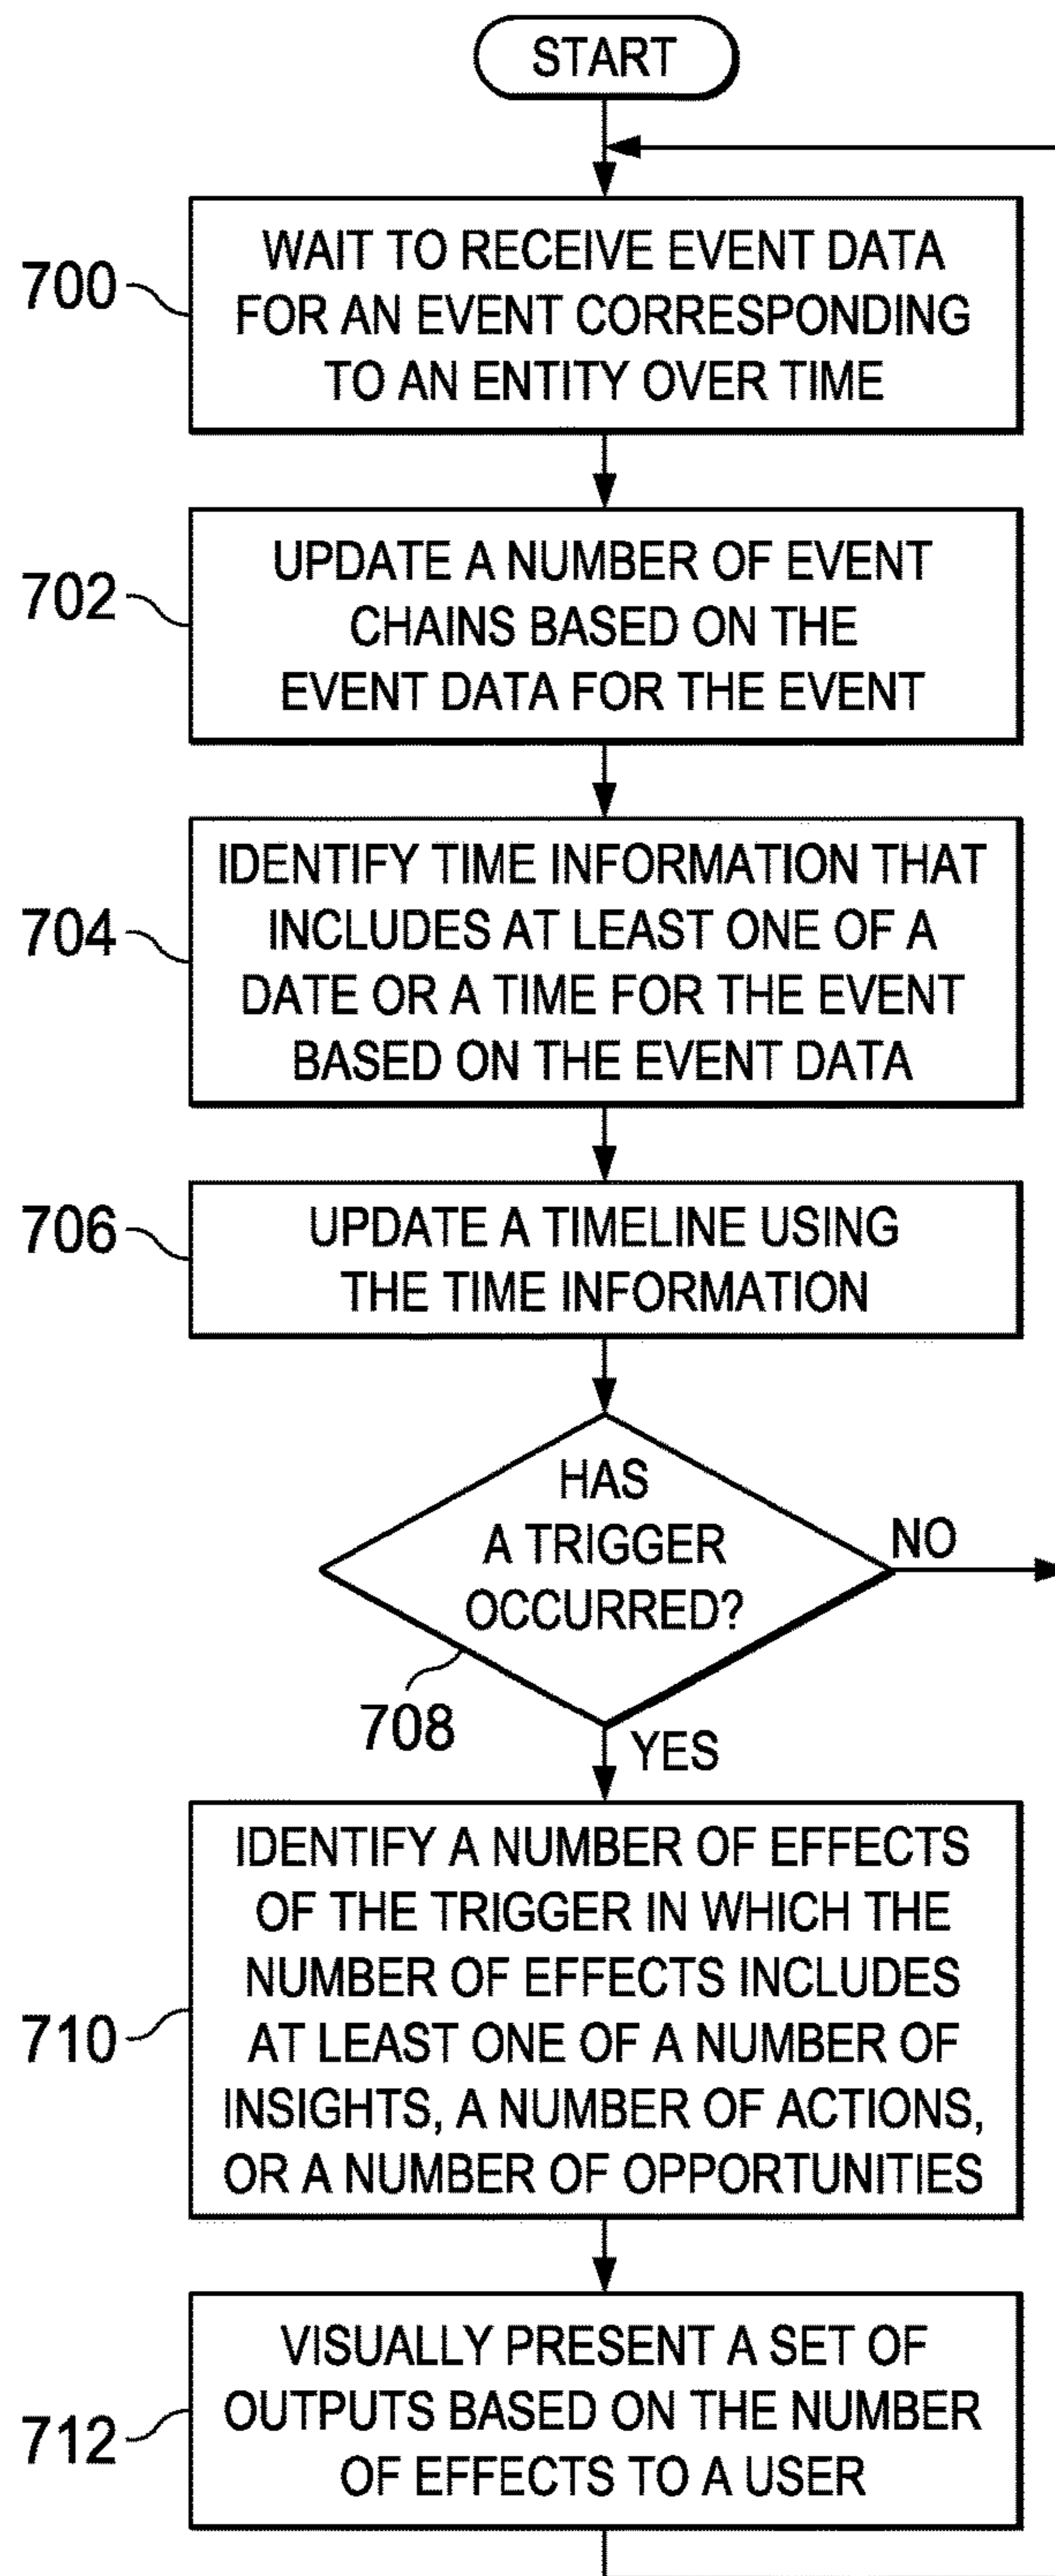 START
700
WAIT TO RECEIVE EVENT DATA
FOR AN EVENT CORRESPONDING
TO AN ENTITY OVER TIME
702
UPDATE A NUMBER OF EVENT
CHAINS BASED ON THE
EVENT DATA FOR THE EVENT
704
IDENTIFY TIME INFORMATION THAT
INCLUDES AT LEAST ONE OF A
DATE OR A TIME FOR THE EVENT
BASED ON THE EVENT DATA
706
UPDATE A TIMELINE USING
THE TIME INFORMATION
HAS
A TRIGGER
OCCURRED?
NO
708
YES
710
IDENTIFY A NUMBER OF EFFECTS
OF THE TRIGGER IN WHICH THE
NUMBER OF EFFECTS INCLUDES
AT LEAST ONE OF A NUMBER OF
INSIGHTS, A NUMBER OF ACTIONS,
OR A NUMBER OF OPPORTUNITIES
712
VISUALLY PRESENT A SET OF
OUTPUTS BASED ON THE NUMBER
OF EFFECTS TO A USER